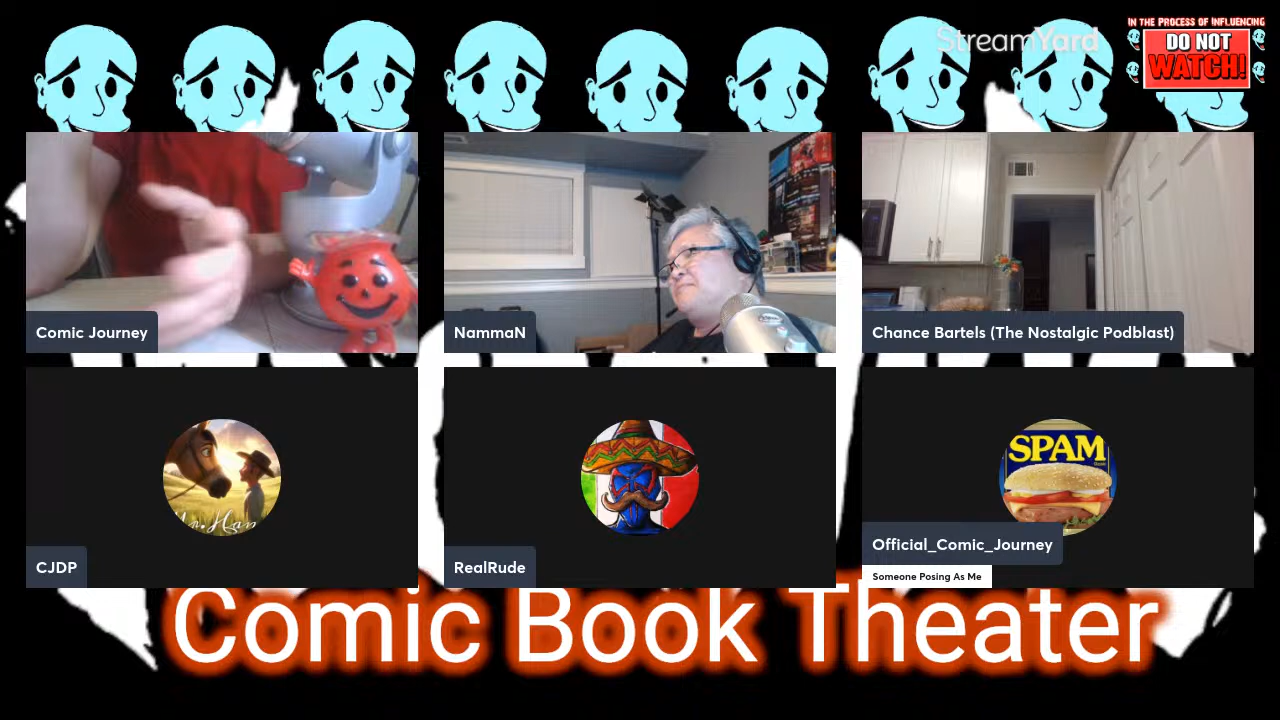 StreamYard
IN THE PROCESS OF INFLUENCING
DO NOT
WATCH!
Comic Journey
NammaN
Chance Bartels (The Nostalgic Podblast)
SPAM
CJDP
RealRude
Official_Comic_Journey
Someone Posing As Me
Comic Book Theater